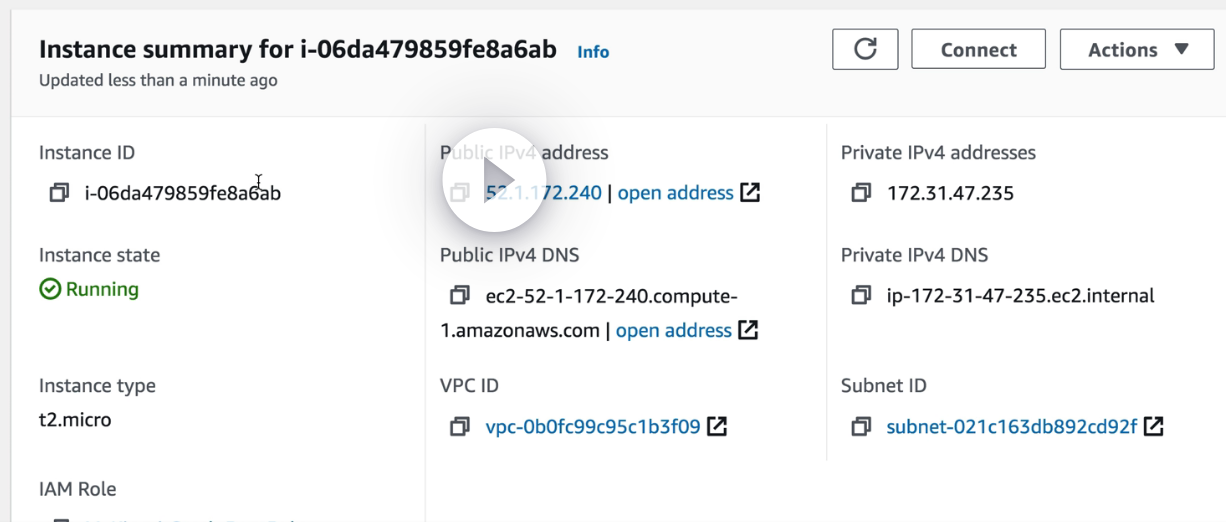 Instance summary for i-06da479859fe8a6ab Info
Connect
Actions
Updated less than a minute ago
Instance ID
i-06da479859fe8a6ab
Public IPv4 address
52.1.172.240 | open address
Private IPv4 addresses
172.31.47.235
Instance state
Running
Public IPv4 DNS
ec2-52-1-172-240.compute-
1.amazonaws.com | open address
Private IPv4 DNS
ip-172-31-47-235.ec2.internal
Instance type
t2.micro
VPC ID
vpc-0b0fc99c95c1b3f09
Subnet ID
subnet-021c163db892cd92f
IAM Role